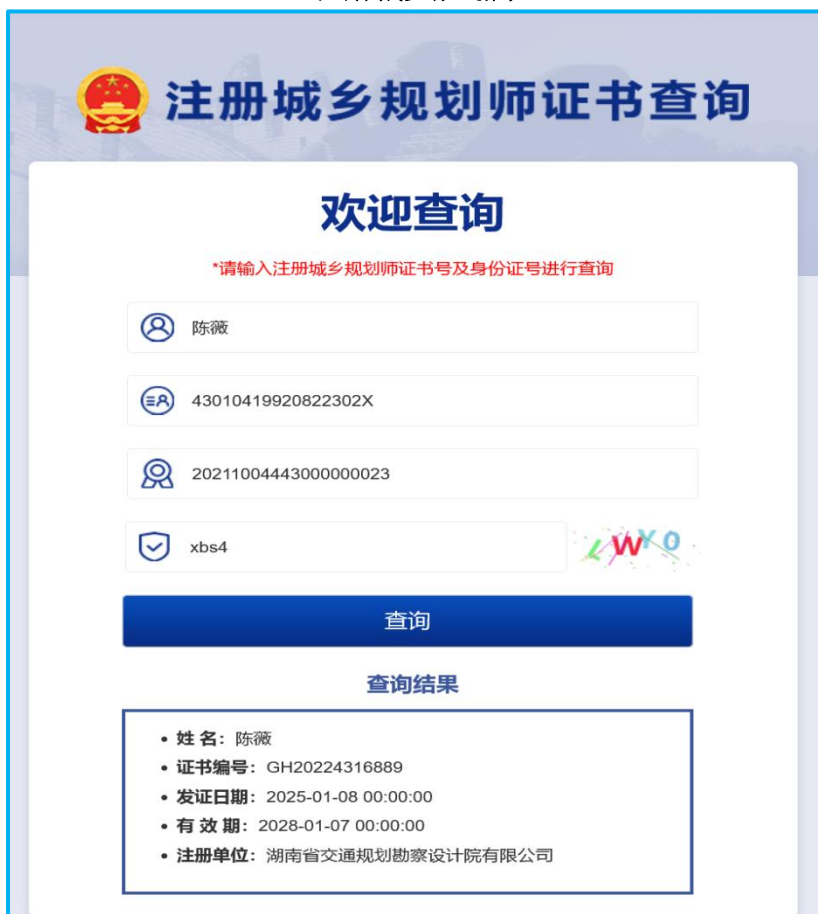 注册城乡规划师证书查询
欢迎查询
*请输入注册城乡规划师证书号及身份证号进行查询
陈薇
43010419920822302X
20211004443000000023
xbs4
LWYO
查询
查询结果
• 姓 名：陈薇
• 证书编号：GH20224316889
• 发证日期：2025-01-08 00:00:00
• 有 效 期：2028-01-07 00:00:00
• 注册单位：湖南省交通规划勘察设计院有限公司